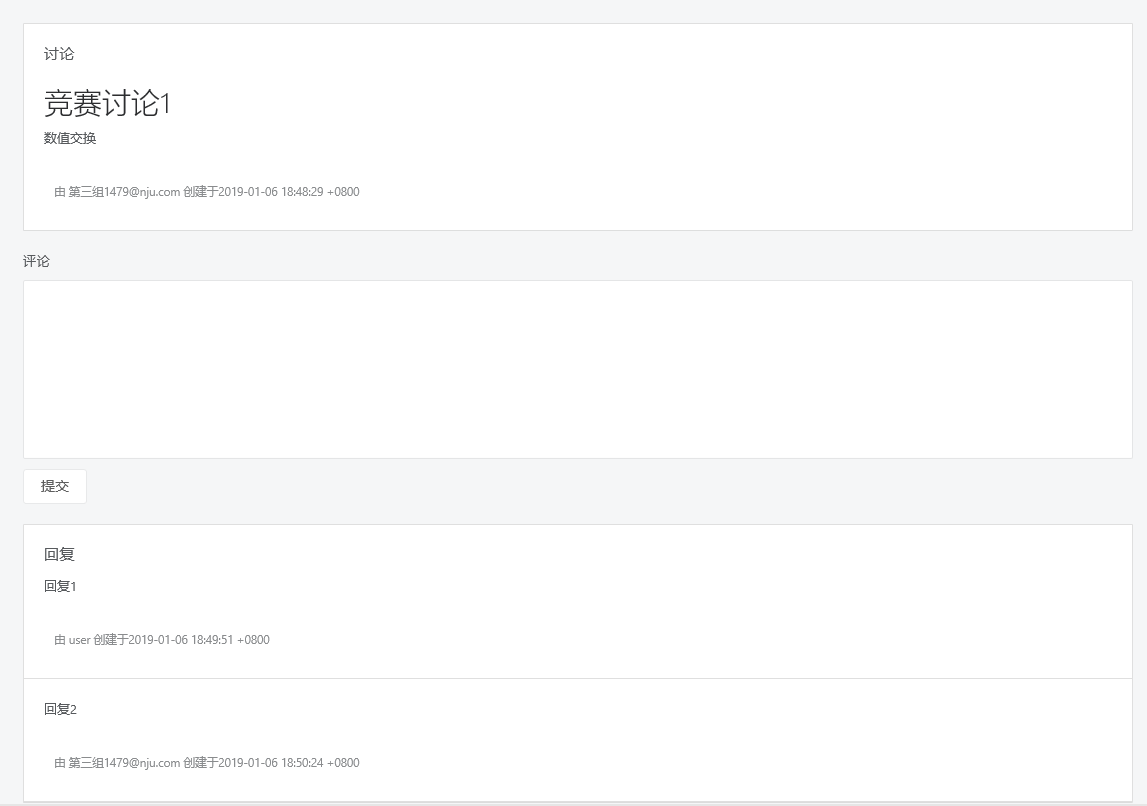 讨论
竞赛讨论1
数值交换
由 第三组1479@nju.com 创建于2019-01-06 18:48:29 +0800
评论
提交
回复
回复1
由 user 创建于2019-01-06 18:49:51 +0800
回复2
由 第三组1479@nju.com 创建于2019-01-06 18:50:24 +0800